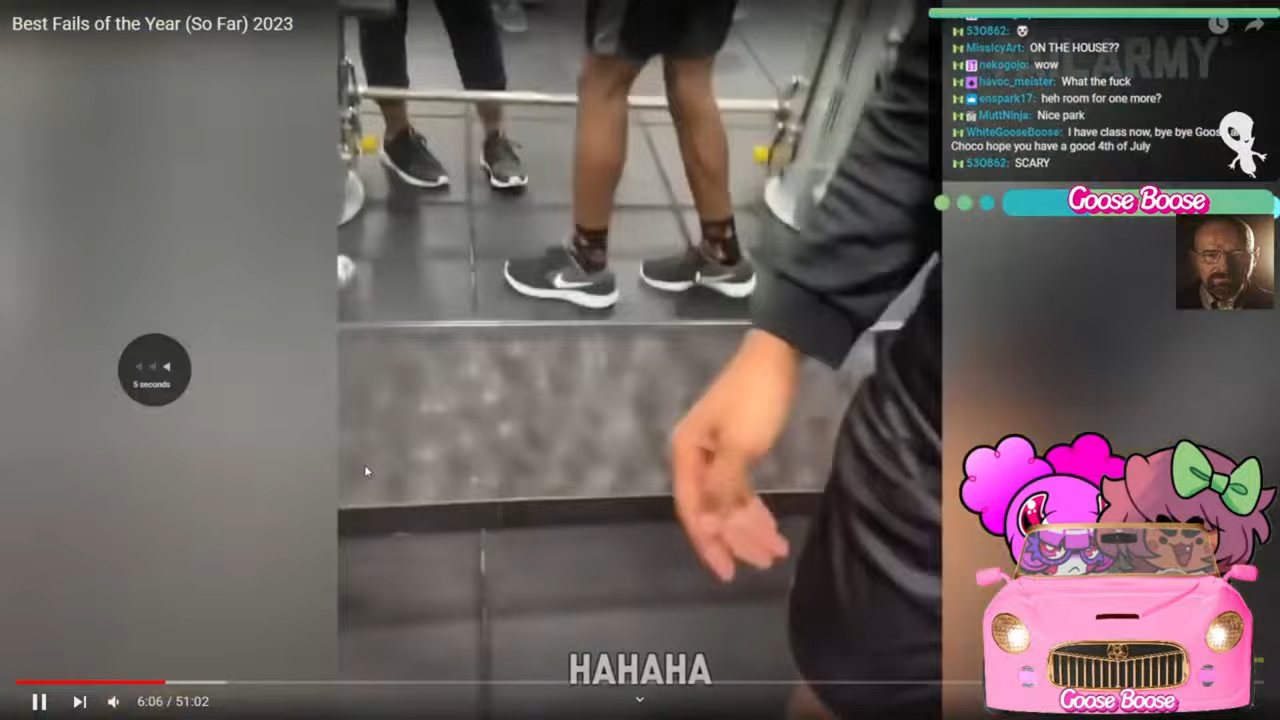 Best Fails of the Year (So Far) 2023
530862:
MissIcyArt: ON THE HOUSE??
nekogojo: wow
havoc_meister: What the fuck
enspark17: heh room for one more?
MuttNinja: Nice park
WhiteGooseBoose: I have class now, bye bye Goose
Choco hope you have a good 4th of July
530862: SCARY
Goose Boose
5 seconds
HAHAHA
6:06 / 51:02
Goose Boose